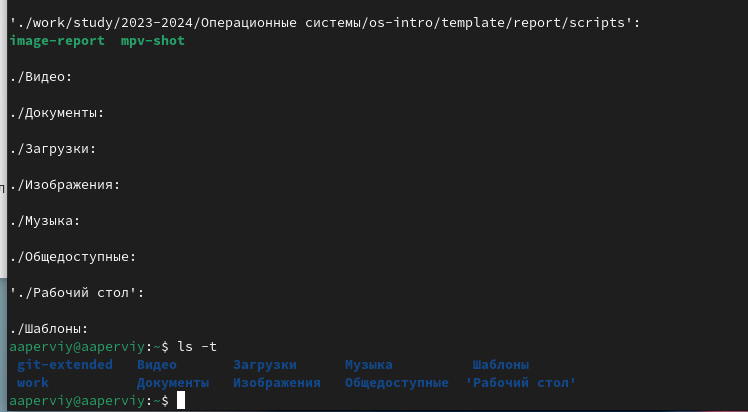 './work/study/2023-2024/Операционные системы/os-intro/template/report/scripts':
image-report  mpv-shot
./Видео:
./Документы:
./Загрузки:
./Изображения:
./Музыка:
./Общедоступные:
'./Рабочий стол':
./Шаблоны:
aaperviy@aaperviy:~$ ls -t
git-extended   Видео       Загрузки      Музыка          Шаблоны
work           Документы   Изображения   Общедоступные  'Рабочий стол'
aaperviy@aaperviy:~$